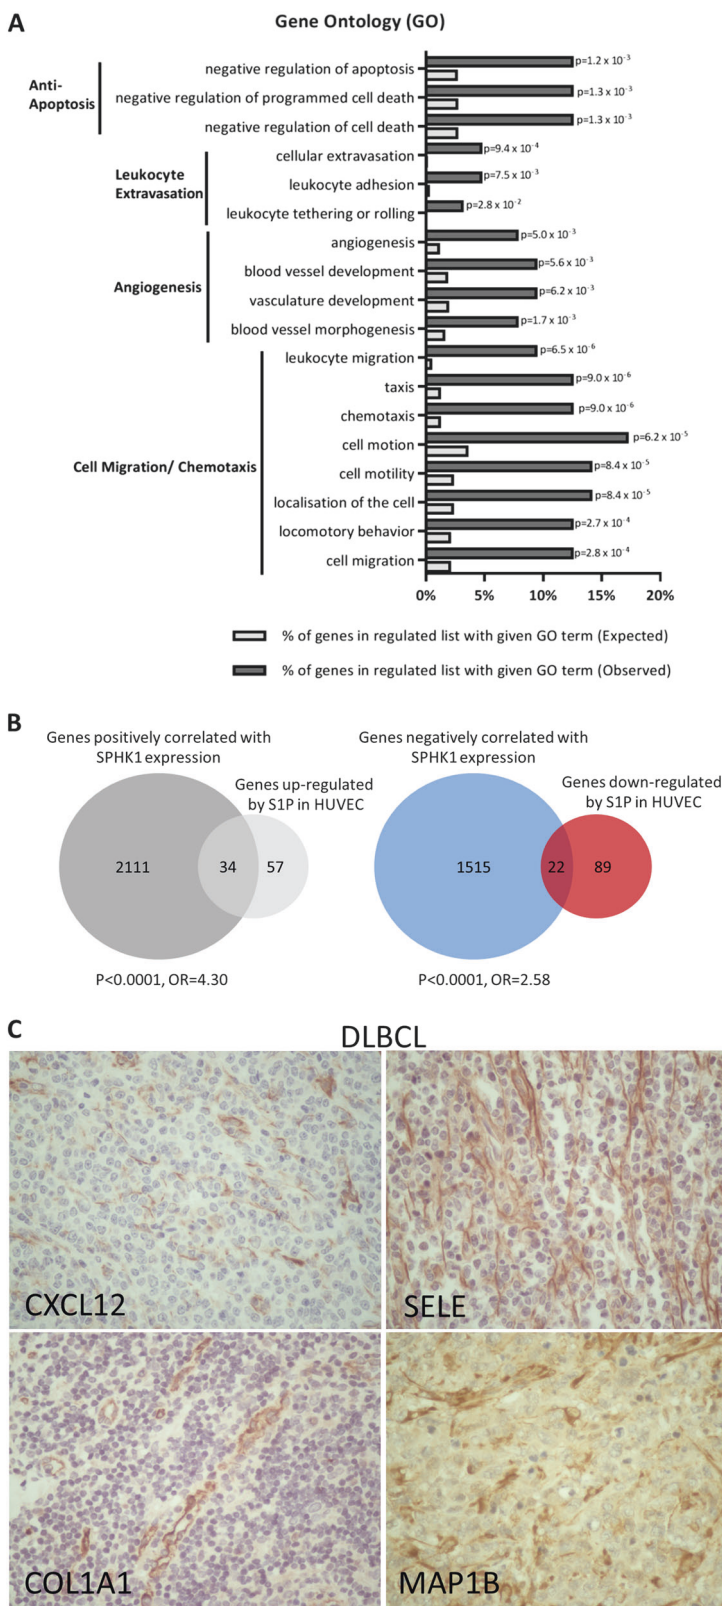 A
Gene Ontology (GO)
Anti-
Apoptosis
negative regulation of apoptosis
p=1.2 x 10⁻³
negative regulation of programmed cell death
p=1.3 x 10⁻³
negative regulation of cell death
p=1.3 x 10⁻³
Leukocyte
Extravasation
cellular extravasation
p=9.4 x 10⁻⁴
leukocyte adhesion
p=7.5 x 10⁻³
leukocyte tethering or rolling
p=2.8 x 10⁻²
Angiogenesis
angiogenesis
p=5.0 x 10⁻³
blood vessel development
p=5.6 x 10⁻³
vasculature development
p=6.2 x 10⁻³
blood vessel morphogenesis
p=1.7 x 10⁻³
Cell Migration/ Chemotaxis
leukocyte migration
p=6.5 x 10⁻⁶
taxis
p=9.0 x 10⁻⁶
chemotaxis
p=9.0 x 10⁻⁶
cell motion
p=6.2 x 10⁻⁵
cell motility
p=8.4 x 10⁻⁵
localisation of the cell
p=8.4 x 10⁻⁵
locomotory behavior
p=2.7 x 10⁻⁴
cell migration
p=2.8 x 10⁻⁴
0% 5% 10% 15% 20%
% of genes in regulated list with given GO term (Expected)
% of genes in regulated list with given GO term (Observed)
B
Genes positively correlated with
SPHK1 expression
Genes up-regulated
by S1P in HUVEC
2111 34 57
P<0.0001, OR=4.30
Genes negatively correlated with
SPHK1 expression
Genes down-regulated
by S1P in HUVEC
1515 22 89
P<0.0001, OR=2.58
C
DLBCL
CXCL12
SELE
COL1A1
MAP1B